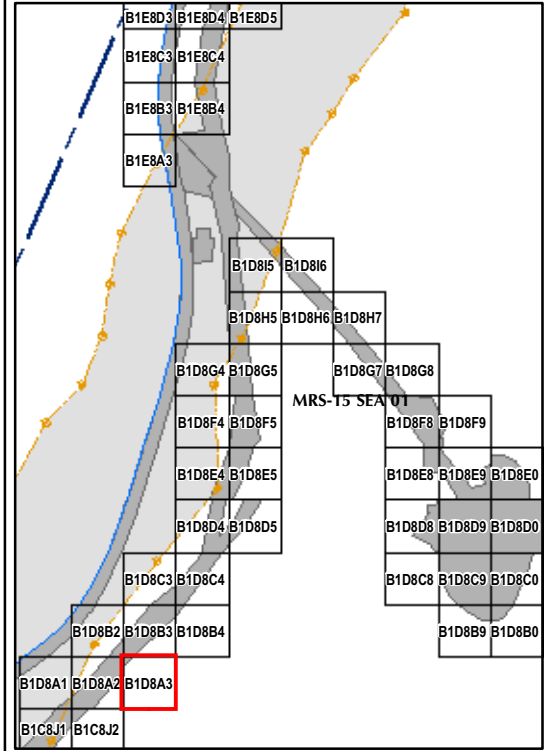 B1E8D3 B1E8D4 B1E8D5
B1E8C3 B1E8C4
B1E8B3 B1E8B4
B1E8A3
B1D8I5 B1D8I6
B1D8H5 B1D8H6 B1D8H7
B1D8G4 B1D8G5 B1D8G7 B1D8G8
MRS-15 SEA 01
B1D8F4 B1D8F5 B1D8F8 B1D8F9
B1D8E4 B1D8E5 B1D8E8 B1D8E9 B1D8E0
B1D8D4 B1D8D5 B1D8D8 B1D8D9 B1D8D0
B1D8C3 B1D8C4 B1D8C8 B1D8C9 B1D8C0
B1D8B2 B1D8B3 B1D8B4 B1D8B9 B1D8B0
B1D8A1 B1D8A2 B1D8A3
B1C8J1 B1C8J2